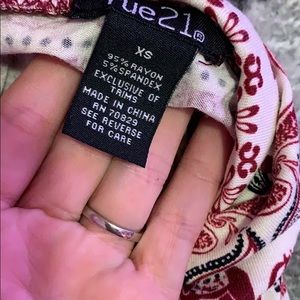 rue21®
XS
95% RAYON
5% SPANDEX
EXCLUSIVE OF
TRIMS
MADE IN CHINA
RN 70829
SEE REVERSE
FOR CARE